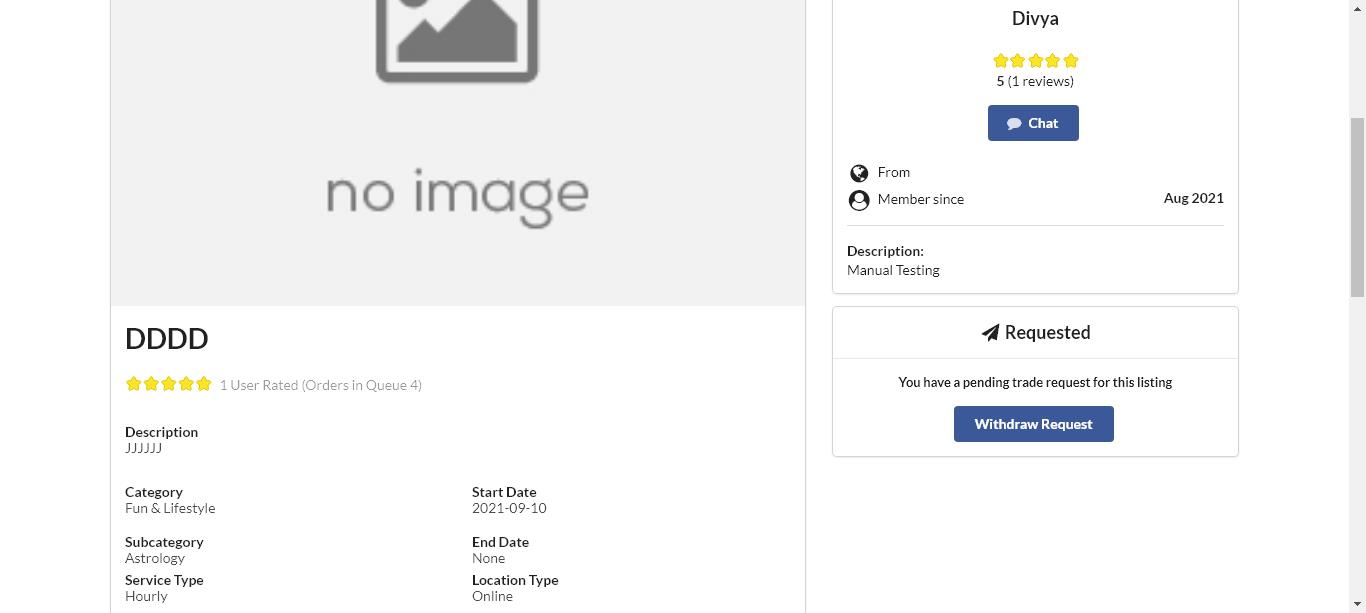 no image
DDDD
1 User Rated (Orders in Queue 4)
Description
JJJJJJ
Category
Fun & Lifestyle
Start Date
2021-09-10
Subcategory
Astrology
End Date
None
Service Type
Hourly
Location Type
Online
Divya
5 (1 reviews)
Chat
From
Member since Aug 2021
Description:
Manual Testing
Requested
You have a pending trade request for this listing
Withdraw Request